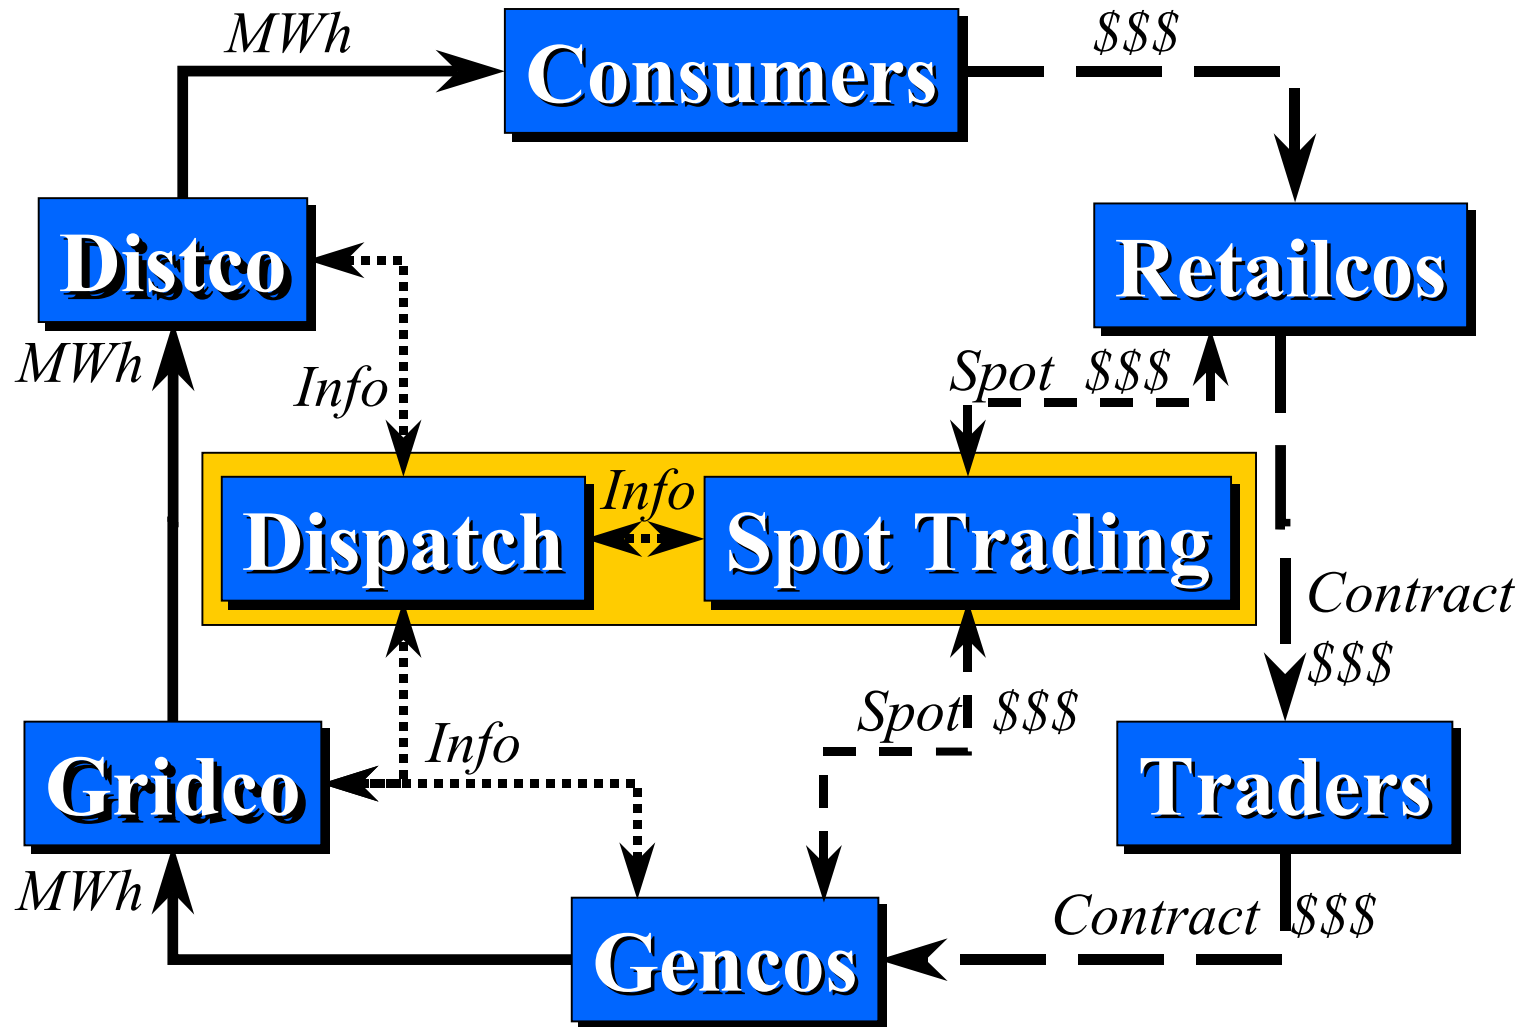 MWh
Consumers
$$$
Distco
Retailcos
MWh
Info
Spot $$$
Info
Dispatch
Spot Trading
Contract
$$$
Spot $$$
Info
Gridco
Traders
MWh
Contract $$$
Gencos